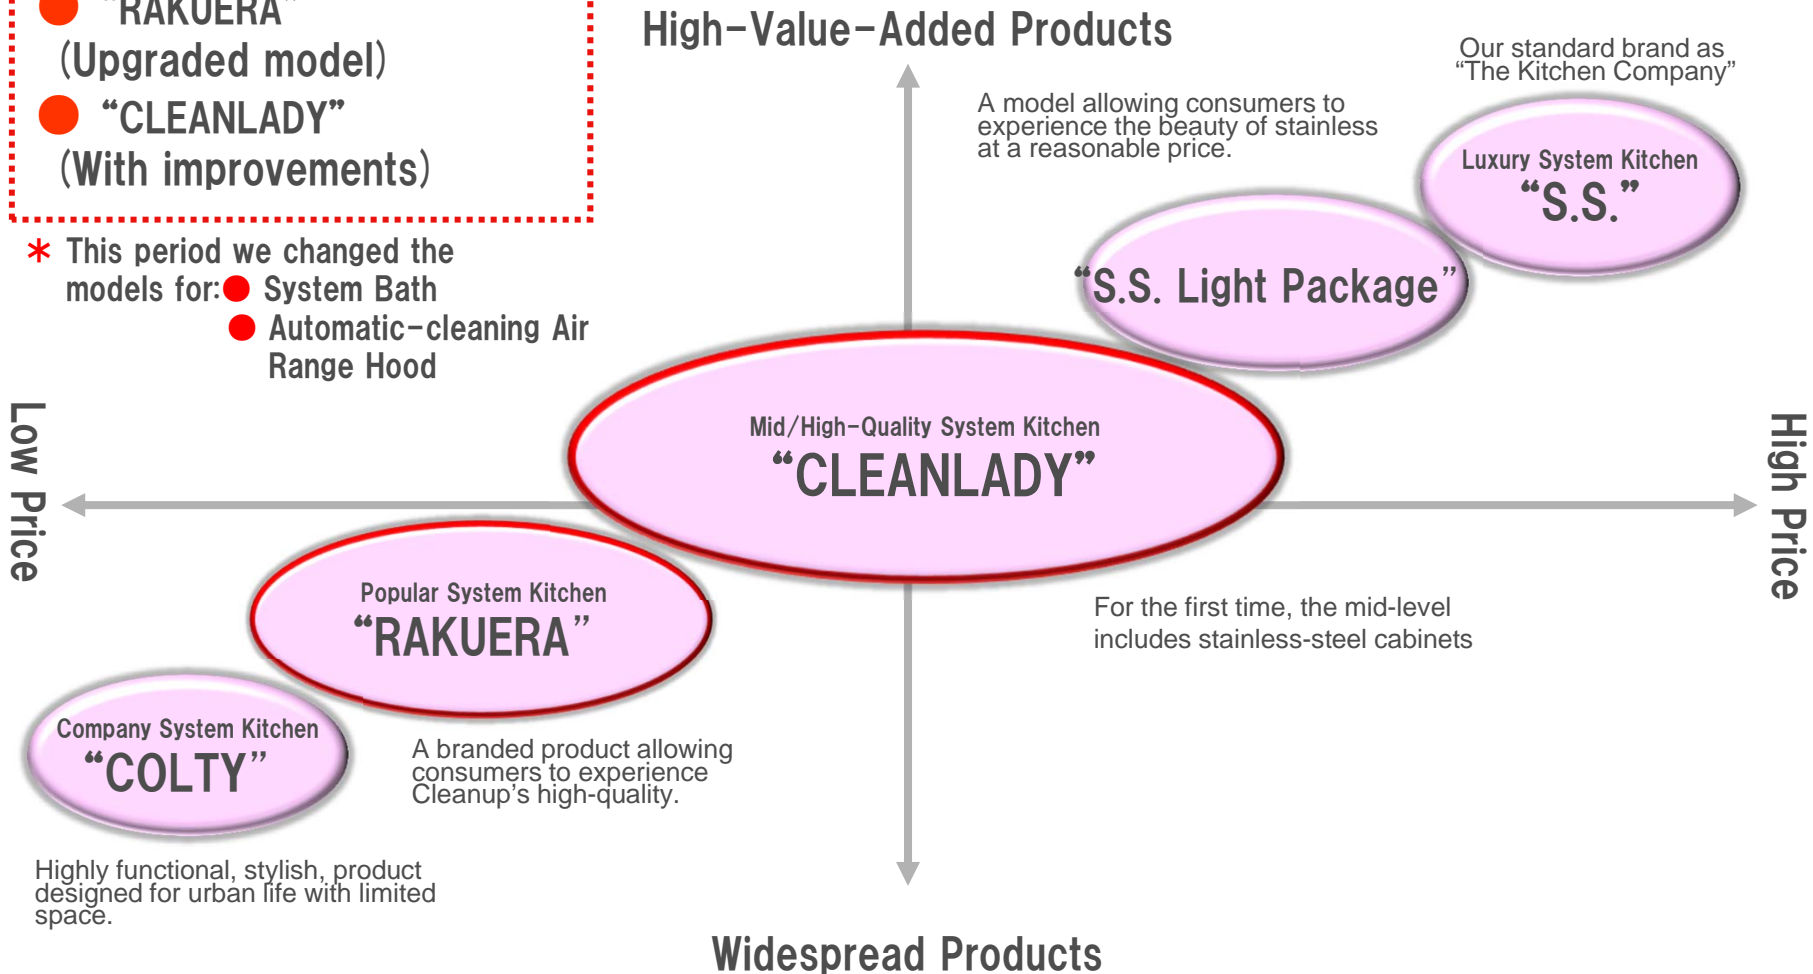 “RAKUERA”
(Upgraded model)
“CLEANLADY”
(With improvements)
* This period we changed the
models for:● System Bath
● Automatic-cleaning Air
Range Hood
High-Value-Added Products
Our standard brand as
“The Kitchen Company”
A model allowing consumers to
experience the beauty of stainless
at a reasonable price.
Luxury System Kitchen
“S.S.”
“S.S. Light Package”
Low Price
Mid/High-Quality System Kitchen
“CLEANLADY”
High Price
Popular System Kitchen
“RAKUERA”
For the first time, the mid-level
includes stainless-steel cabinets
Company System Kitchen
“COLTY”
A branded product allowing
consumers to experience
Cleanup’s high-quality.
Highly functional, stylish, product
designed for urban life with limited
space.
Widespread Products